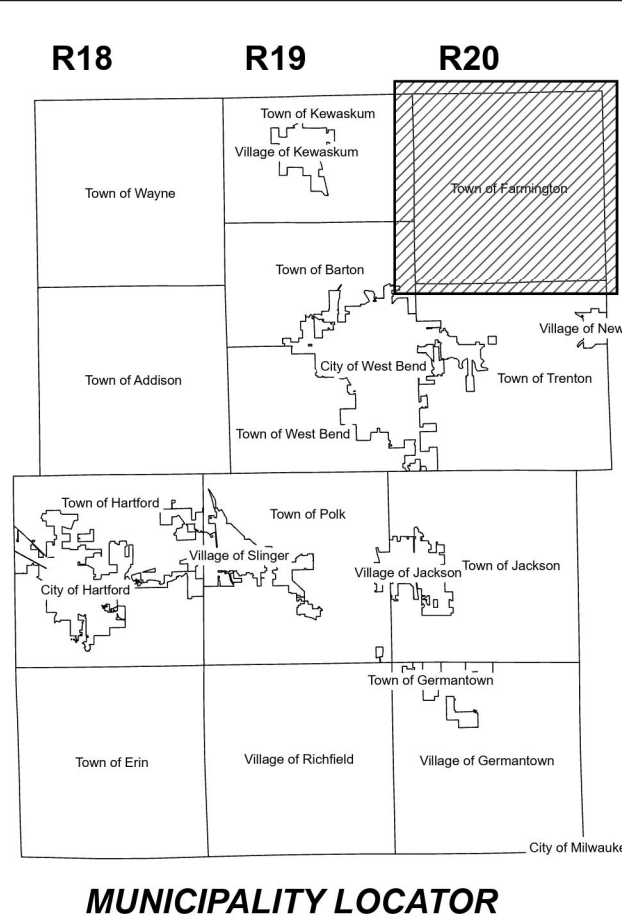 R18 R19 R20
Town of Kewaskum
Village of Kewaskum
Town of Wayne
Town of Farmington
Town of Barton
Village of New
City of West Bend
Town of Addison
Town of Trenton
Town of West Bend
Town of Hartford
Town of Polk
Village of Slinger
Town of Jackson
Village of Jackson
City of Hartford
Town of Germantown
Town of Erin
Village of Richfield
Village of Germantown
City of Milwauke
MUNICIPALITY LOCATOR